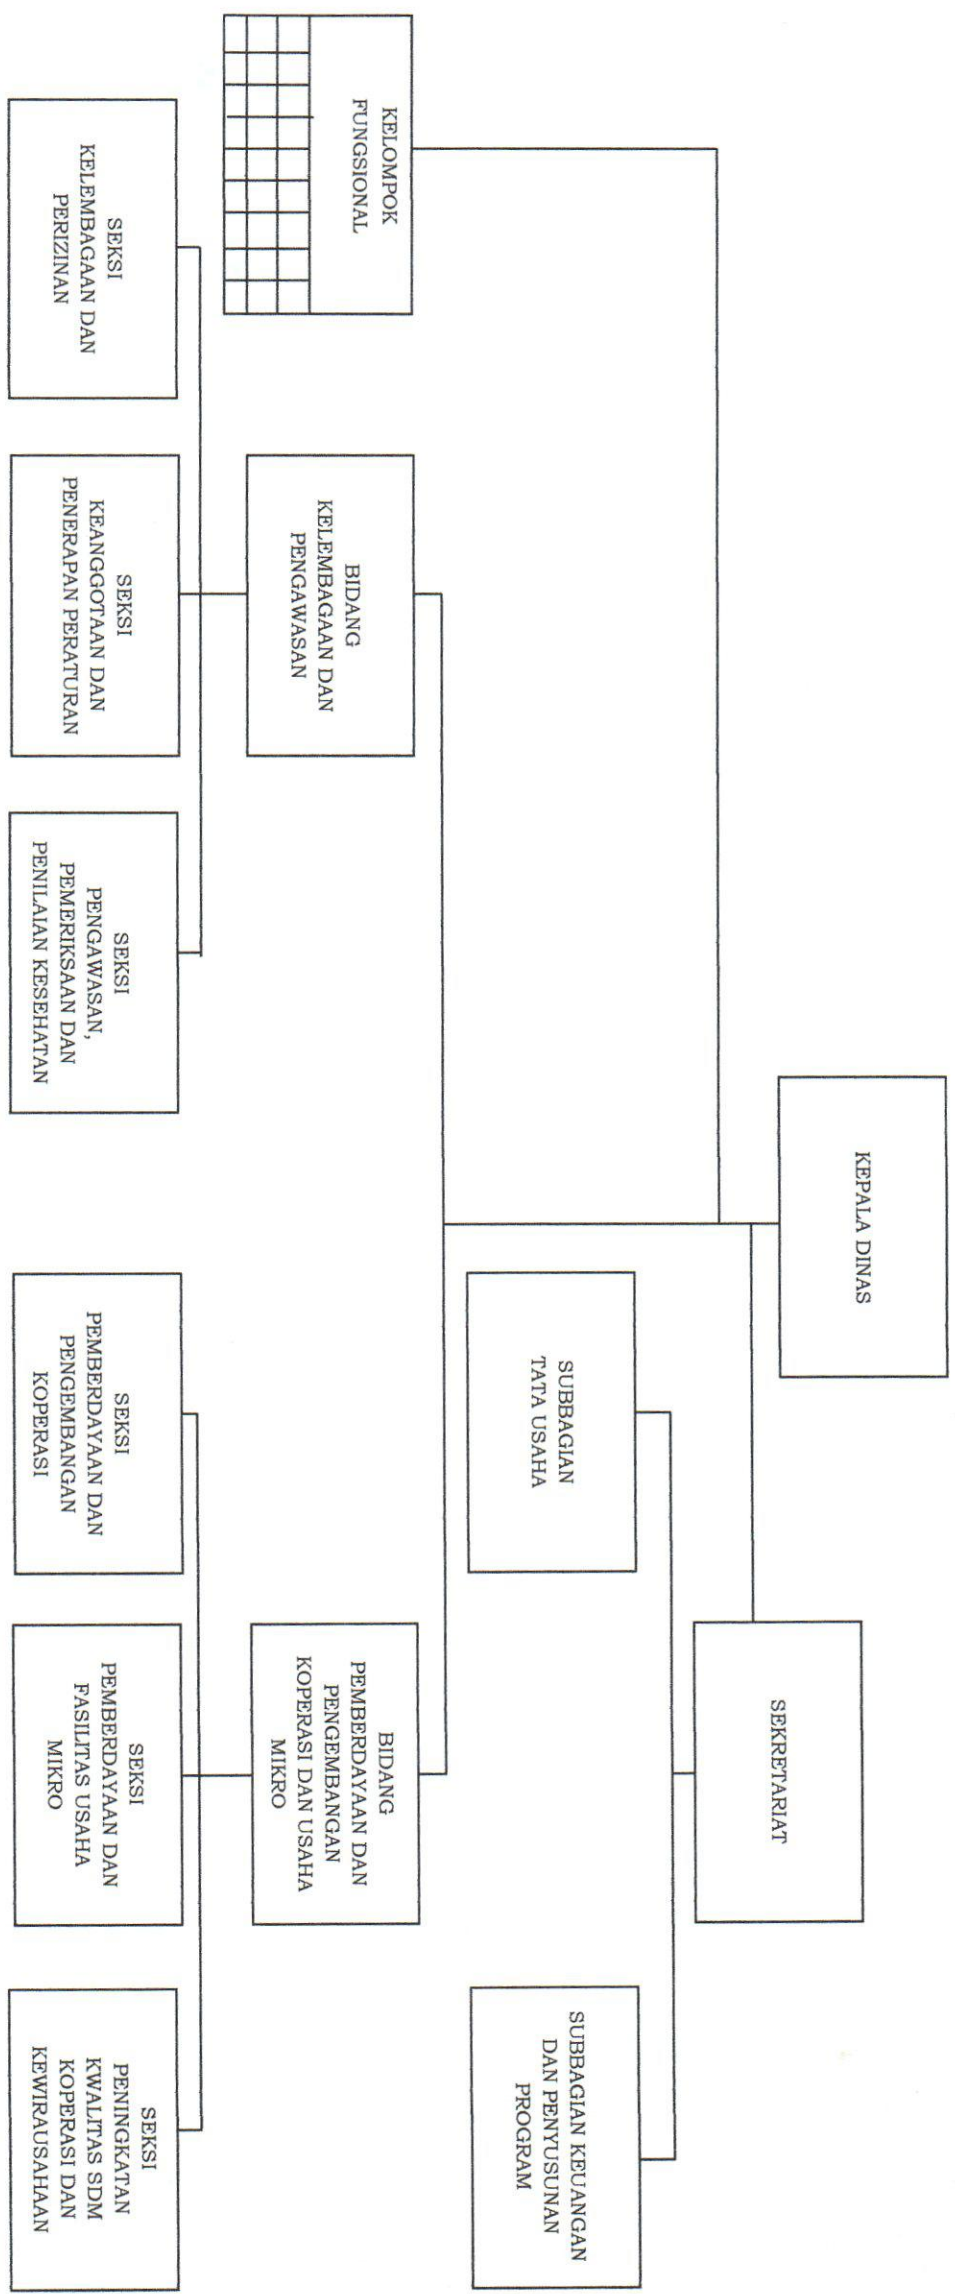 KEPALA DINAS
SEKRETARIAT
SUBBAGIAN
TATA USAHA
SUBBAGIAN KEUANGAN
DAN PENYUSUNAN
PROGRAM
KELOMPOK
FUNGSIONAL
BIDANG
KELEMBAGAAN DAN
PENGAWASAN
BIDANG
PEMBERDAYAAN DAN
PENGEMBANGAN
KOPERASI DAN USAHA
MIKRO
SEKSI
KELEMBAGAAN DAN
PERIZINAN
SEKSI
KEANGGOTAAN DAN
PENERAPAN PERATURAN
SEKSI
PENGAWASAN,
PEMERIKSAAN DAN
PENILAIAN KESEHATAN
SEKSI
PEMBERDAYAAN DAN
PENGEMBANGAN
KOPERASI
SEKSI
PEMBERDAYAAN DAN
FASILITAS USAHA
MIKRO
SEKSI
PENINGKATAN
KWALITAS SDM
KOPERASI DAN
KEWIRAUSAHAAN